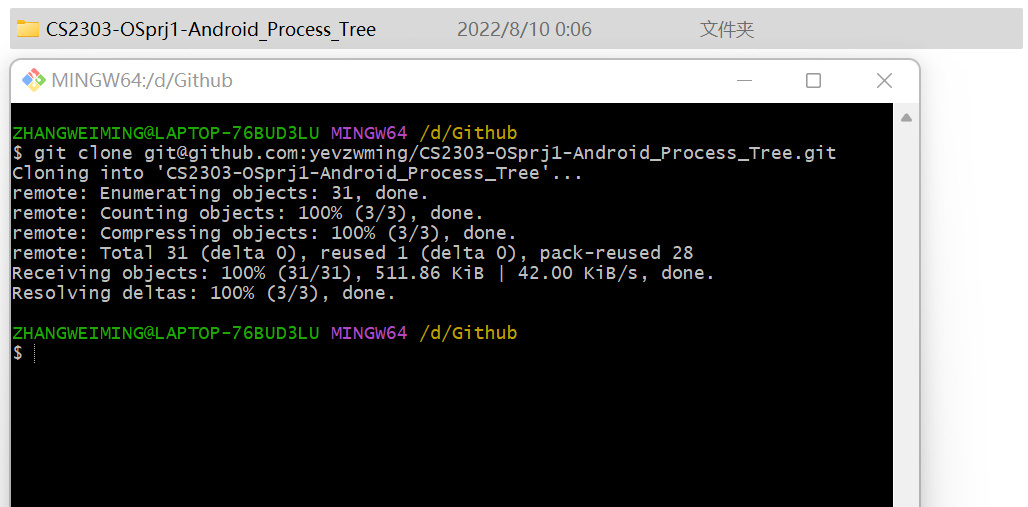 CS2303-OSprj1-Android_Process_Tree 2022/8/10 0:06 文件夹
MINGW64:/d/Github
ZHANGWEIMING@LAPTOP-76BUD3LU MINGW64 /d/Github
$ git clone git@github.com:yevzwming/CS2303-OSprj1-Android_Process_Tree.git
Cloning into 'CS2303-OSprj1-Android_Process_Tree'...
remote: Enumerating objects: 31, done.
remote: Counting objects: 100% (3/3), done.
remote: Compressing objects: 100% (3/3), done.
remote: Total 31 (delta 0), reused 1 (delta 0), pack-reused 28
Receiving objects: 100% (31/31), 511.86 KiB | 42.00 KiB/s, done.
Resolving deltas: 100% (3/3), done.
ZHANGWEIMING@LAPTOP-76BUD3LU MINGW64 /d/Github
$